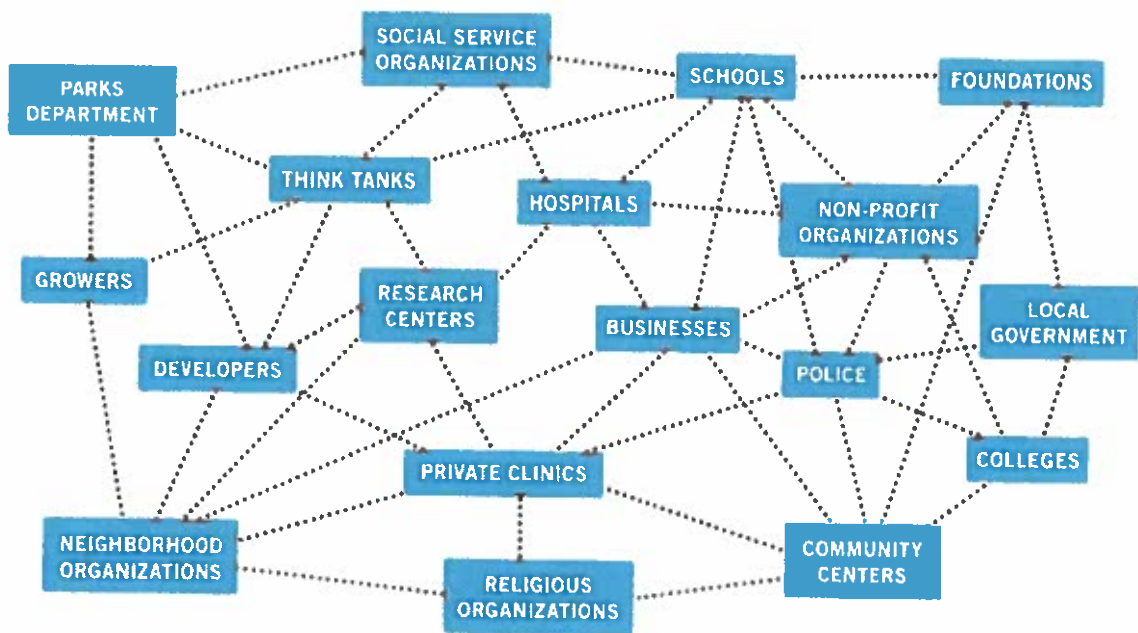 SOCIAL SERVICE
ORGANIZATIONS
SCHOOLS
FOUNDATIONS
PARKS
DEPARTMENT
THINK TANKS
HOSPITALS
NON-PROFIT
ORGANIZATIONS
GROWERS
RESEARCH
CENTERS
BUSINESSES
LOCAL
GOVERNMENT
DEVELOPERS
POLICE
PRIVATE CLINICS
COLLEGES
NEIGHBORHOOD
ORGANIZATIONS
RELIGIOUS
ORGANIZATIONS
COMMUNITY
CENTERS